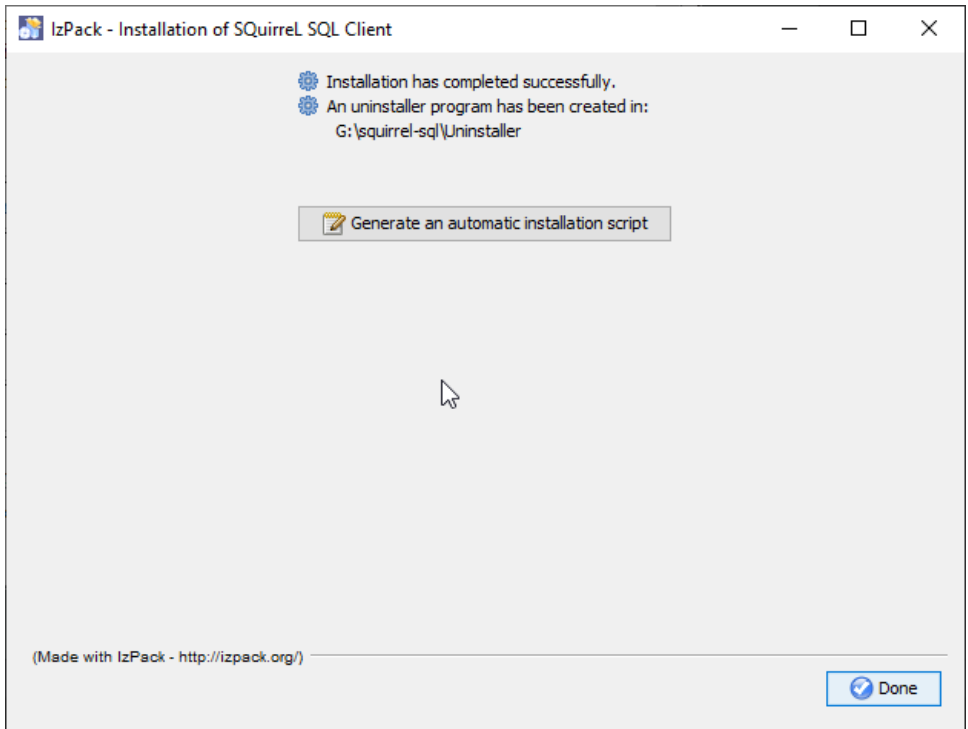 IzPack - Installation of SQuirreL SQL Client
Installation has completed successfully.
An uninstaller program has been created in:
G:\squirrel-sql\Uninstaller
Generate an automatic installation script
(Made with IzPack - http://izpack.org/)
Done